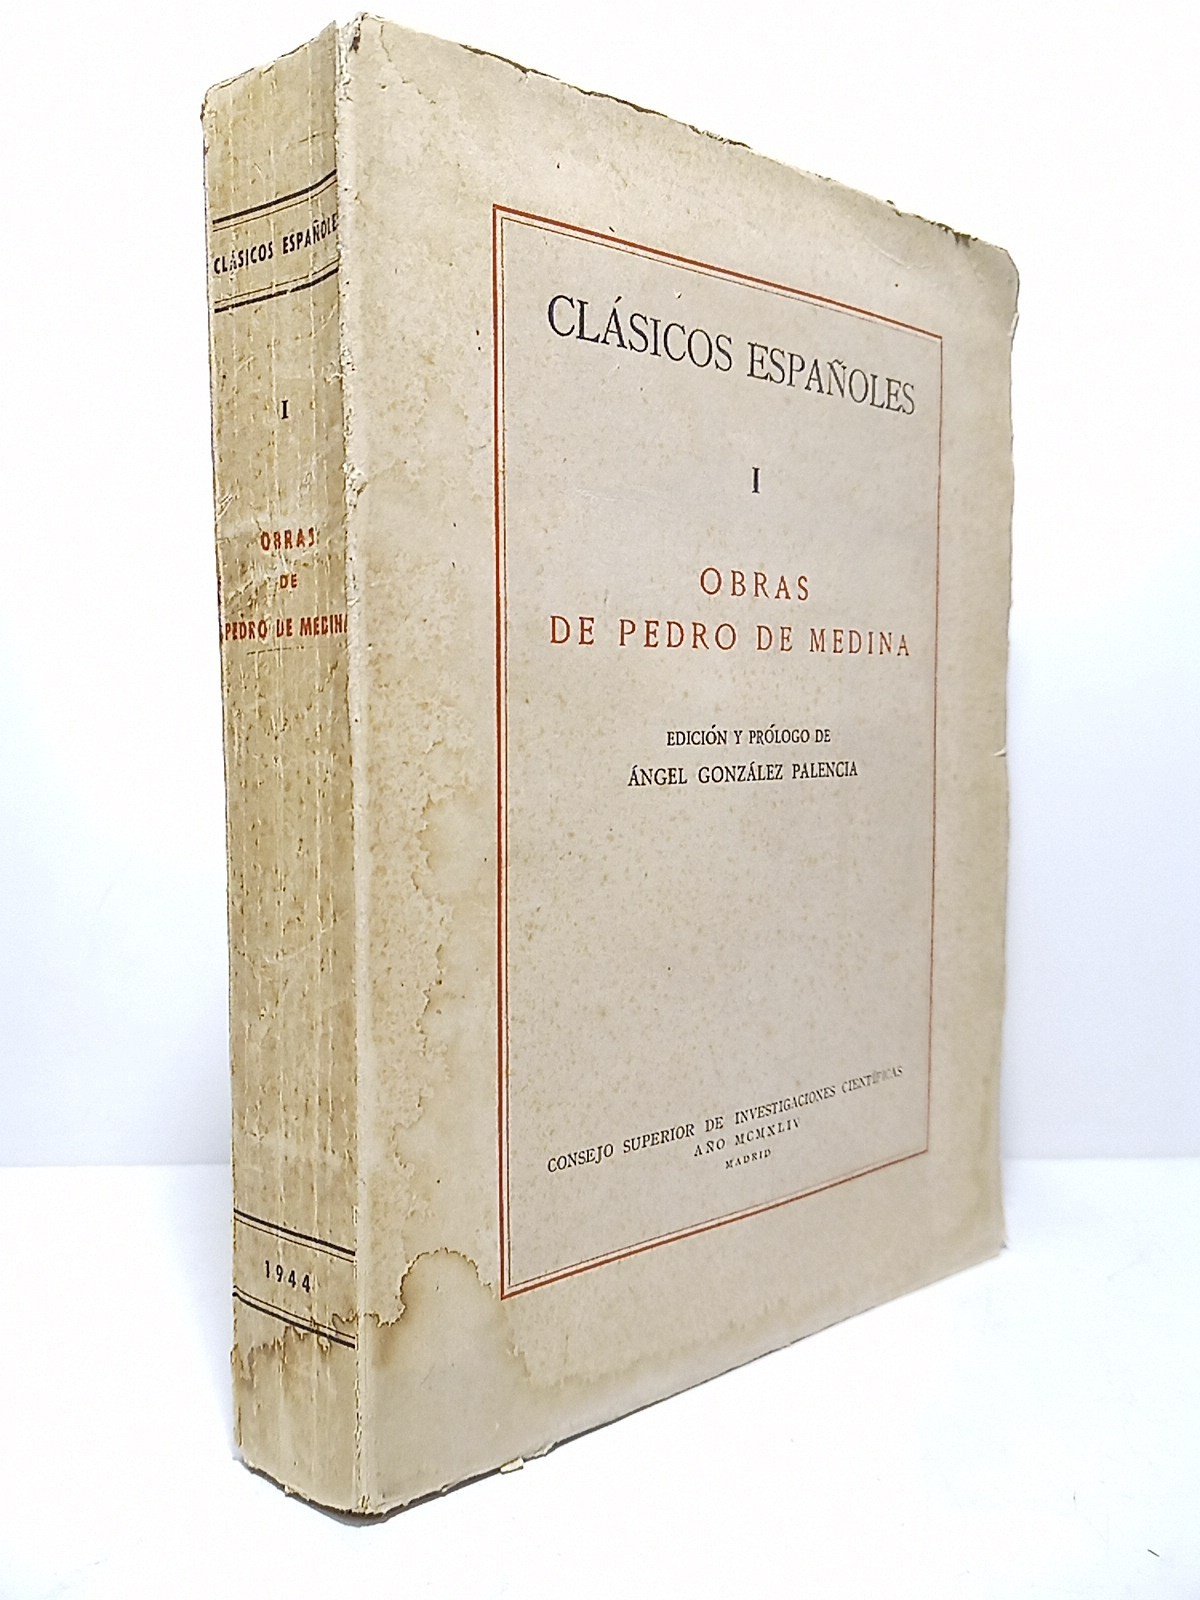 CLÁSICOS ESPAÑOLE
I
OBRAS
DE
PEDRO DE MEDINA
1944
CLÁSICOS ESPAÑOLES
I
OBRAS
DE PEDRO DE MEDINA
EDICIÓN Y PRÓLOGO DE
ÁNGEL GONZÁLEZ PALENCIA
CONSEJO SUPERIOR DE INVESTIGACIONES CIENTÍFICAS
AÑO MCMXLIV
MADRID